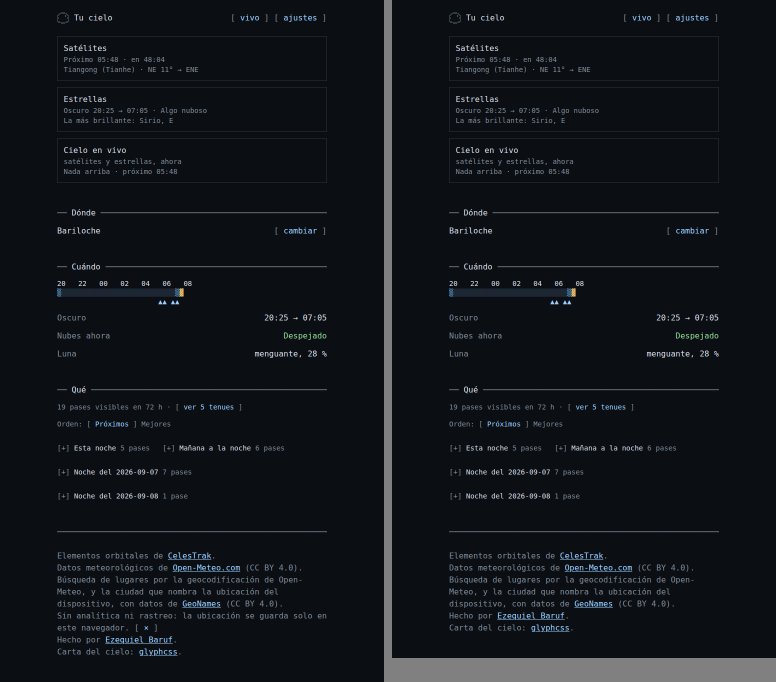 Tu cielo [ vivo ] [ ajustes ]
Satélites
Próximo 05:48 · en 48:04
Tiangong (Tianhe) · NE 11° → ENE
Estrellas
Oscuro 20:25 → 07:05 · Algo nuboso
La más brillante: Sirio, E
Cielo en vivo
satélites y estrellas, ahora
Nada arriba · próximo 05:48
Dónde
Bariloche [ cambiar ]
Cuándo
20 22 00 02 04 06 08
▲▲ ▲▲
Oscuro 20:25 → 07:05
Nubes ahora Despejado
Luna menguante, 28 %
Qué
19 pases visibles en 72 h · [ ver 5 tenues ]
Orden: [ Próximos ] Mejores
[+] Esta noche 5 pases [+] Mañana a la noche 6 pases
[+] Noche del 2026-09-07 7 pases
[+] Noche del 2026-09-08 1 pase
Elementos orbitales de CelesTrak.
Datos meteorológicos de Open-Meteo.com (CC BY 4.0).
Búsqueda de lugares por la geocodificación de Open-
Meteo, y la ciudad que nombra la ubicación del
dispositivo, con datos de GeoNames (CC BY 4.0).
Sin analítica ni rastreo: la ubicación se guarda solo en
este navegador. [ × ]
Hecho por Ezequiel Baruf.
Carta del cielo: glyphcss.
Tu cielo [ vivo ] [ ajustes ]
Satélites
Próximo 05:48 · en 48:04
Tiangong (Tianhe) · NE 11° → ENE
Estrellas
Oscuro 20:25 → 07:05 · Algo nuboso
La más brillante: Sirio, E
Cielo en vivo
satélites y estrellas, ahora
Nada arriba · próximo 05:48
Dónde
Bariloche [ cambiar ]
Cuándo
20 22 00 02 04 06 08
▲▲ ▲▲
Oscuro 20:25 → 07:05
Nubes ahora Despejado
Luna menguante, 28 %
Qué
19 pases visibles en 72 h · [ ver 5 tenues ]
Orden: [ Próximos ] Mejores
[+] Esta noche 5 pases [+] Mañana a la noche 6 pases
[+] Noche del 2026-09-07 7 pases
[+] Noche del 2026-09-08 1 pase
Elementos orbitales de CelesTrak.
Datos meteorológicos de Open-Meteo.com (CC BY 4.0).
Búsqueda de lugares por la geocodificación de Open-
Meteo, y la ciudad que nombra la ubicación del
dispositivo, con datos de GeoNames (CC BY 4.0).
Hecho por Ezequiel Baruf.
Carta del cielo: glyphcss.